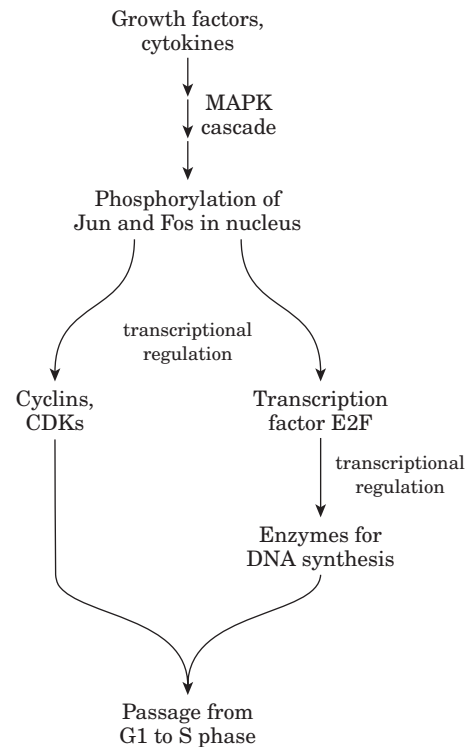 Growth factors,
cytokines
MAPK
cascade
Phosphorylation of
Jun and Fos in nucleus
transcriptional
regulation
Cyclins,
CDKs
Transcription
factor E2F
transcriptional
regulation
Enzymes for
DNA synthesis
Passage from
G1 to S phase